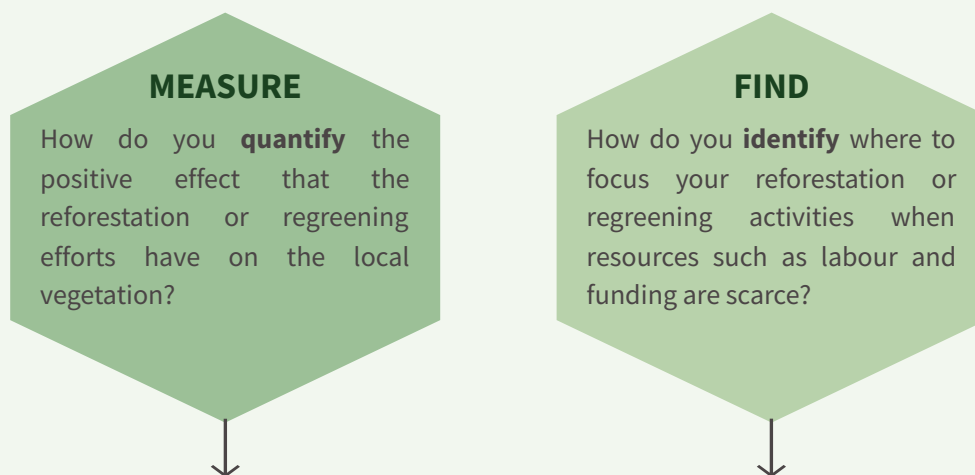 MEASURE
How do you quantify the
positive effect that the
reforestation or regreening
efforts have on the local
vegetation?
FIND
How do you identify where to
focus your reforestation or
regreening activities when
resources such as labour and
funding are scarce?